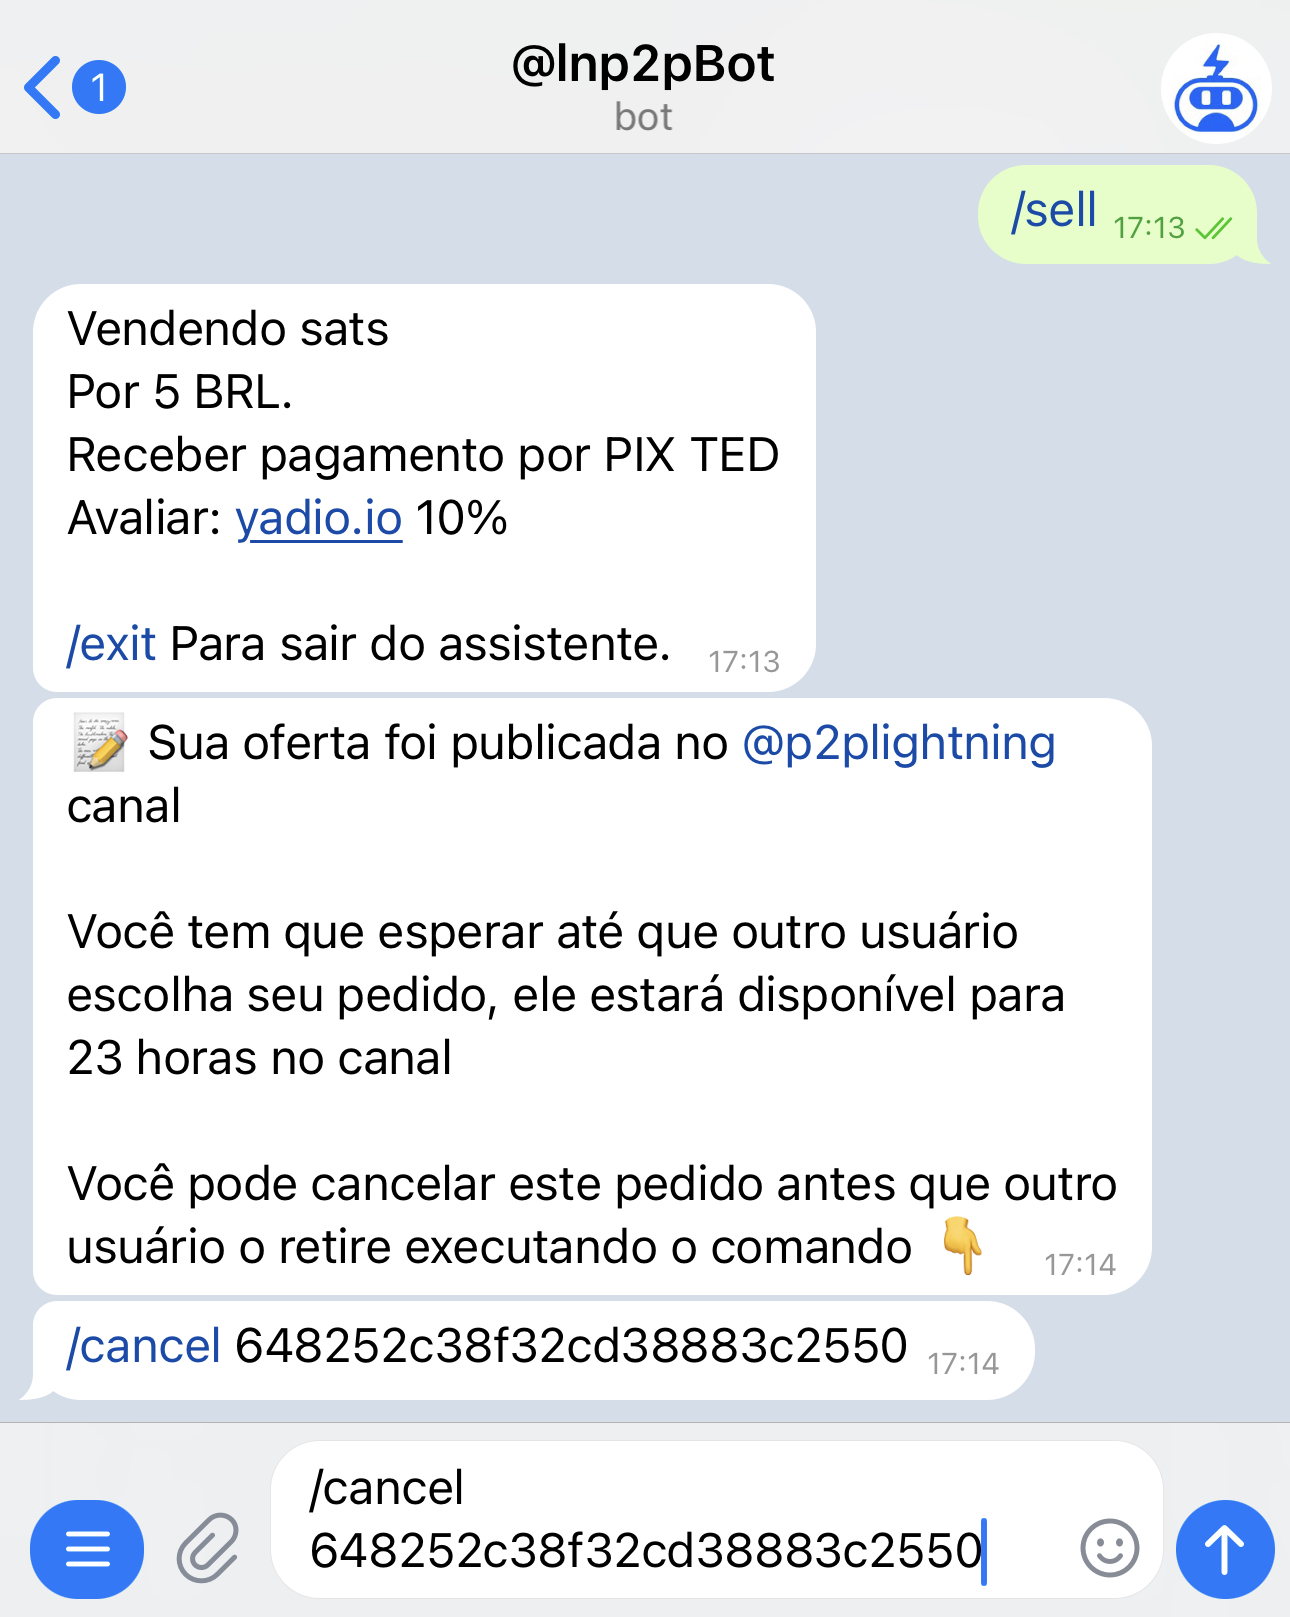 1
@lnp2pBot
bot
/sell 17:13
Vendendo sats
Por 5 BRL.
Receber pagamento por PIX TED
Avaliar: yadio.io 10%
/exit Para sair do assistente. 17:13
📝 Sua oferta foi publicada no @p2plightning
canal
Você tem que esperar até que outro usuário
escolha seu pedido, ele estará disponível para
23 horas no canal
Você pode cancelar este pedido antes que outro
usuário o retire executando o comando 👇 17:14
/cancel 648252c38f32cd38883c2550 17:14
/cancel
648252c38f32cd38883c2550